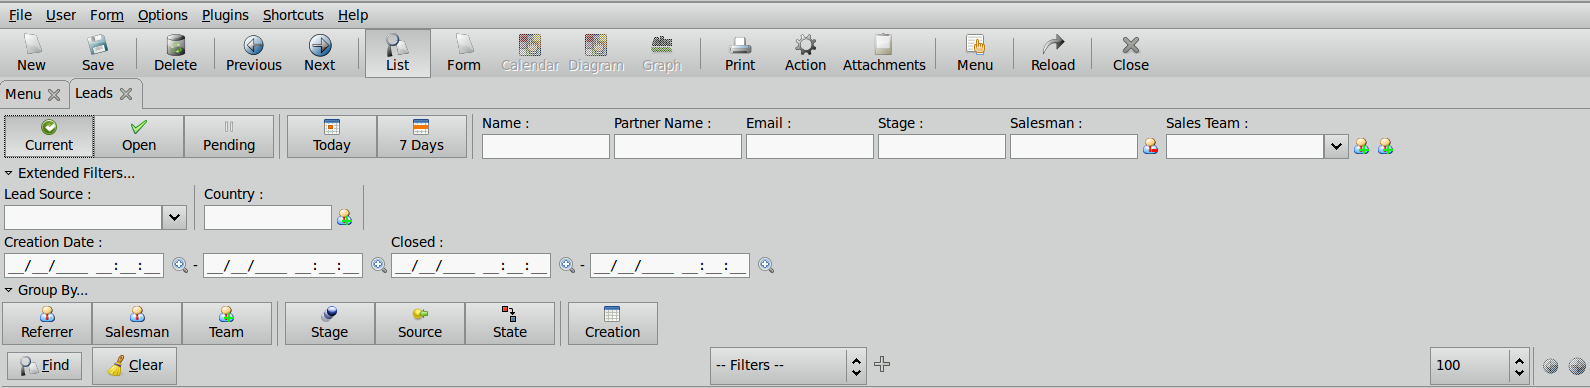 File User Form Options Plugins Shortcuts Help
New Save Delete Previous Next List Form Calendar Diagram Graph Print Action Attachments Menu Reload Close
Menu Leads
Current Open Pending Today 7 Days
Name : Partner Name : Email : Stage : Salesman : Sales Team :
Extended Filters...
Lead Source : Country :
Creation Date : Closed :
__/__/____ __:__:__ - __/__/____ __:__:__ __/__/____ __:__:__ - __/__/____ __:__:__
Group By...
Referrer Salesman Team Stage Source State Creation
Find Clear -- Filters -- 100